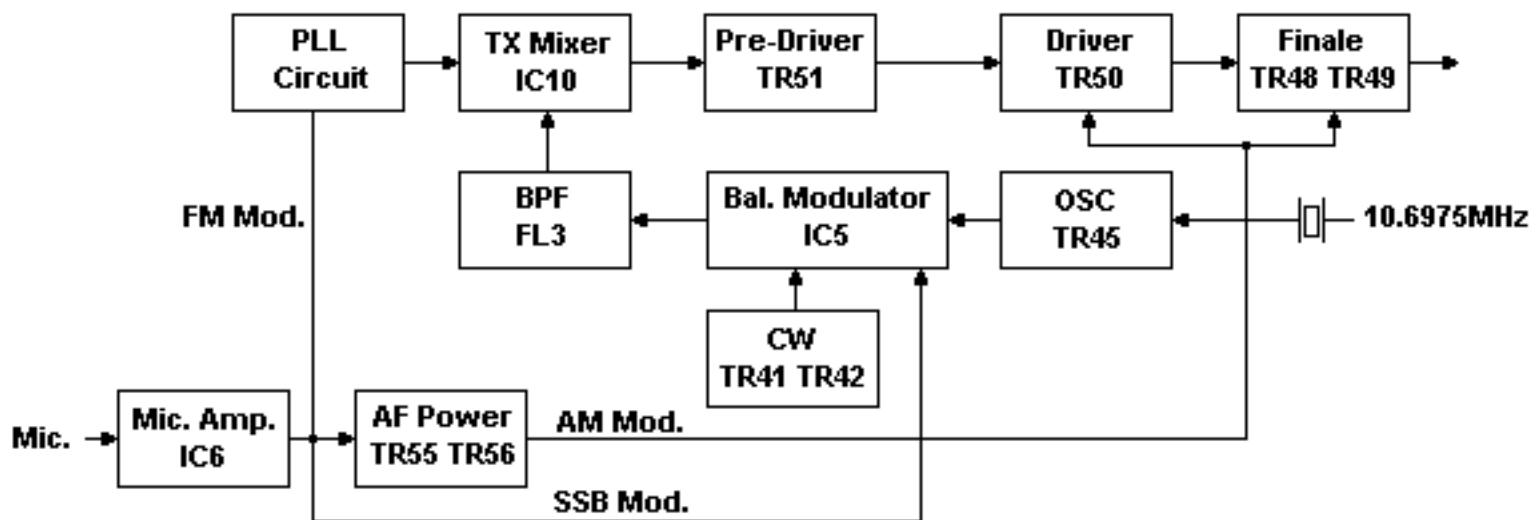 PLL
Circuit
TX Mixer
IC10
Pre-Driver
TR51
Driver
TR50
Finale
TR48 TR49
FM Mod.
BPF
FL3
Bal. Modulator
IC5
OSC
TR45
10.6975MHz
CW
TR41 TR42
Mic.
Mic. Amp.
IC6
AF Power
TR55 TR56
AM Mod.
SSB Mod.